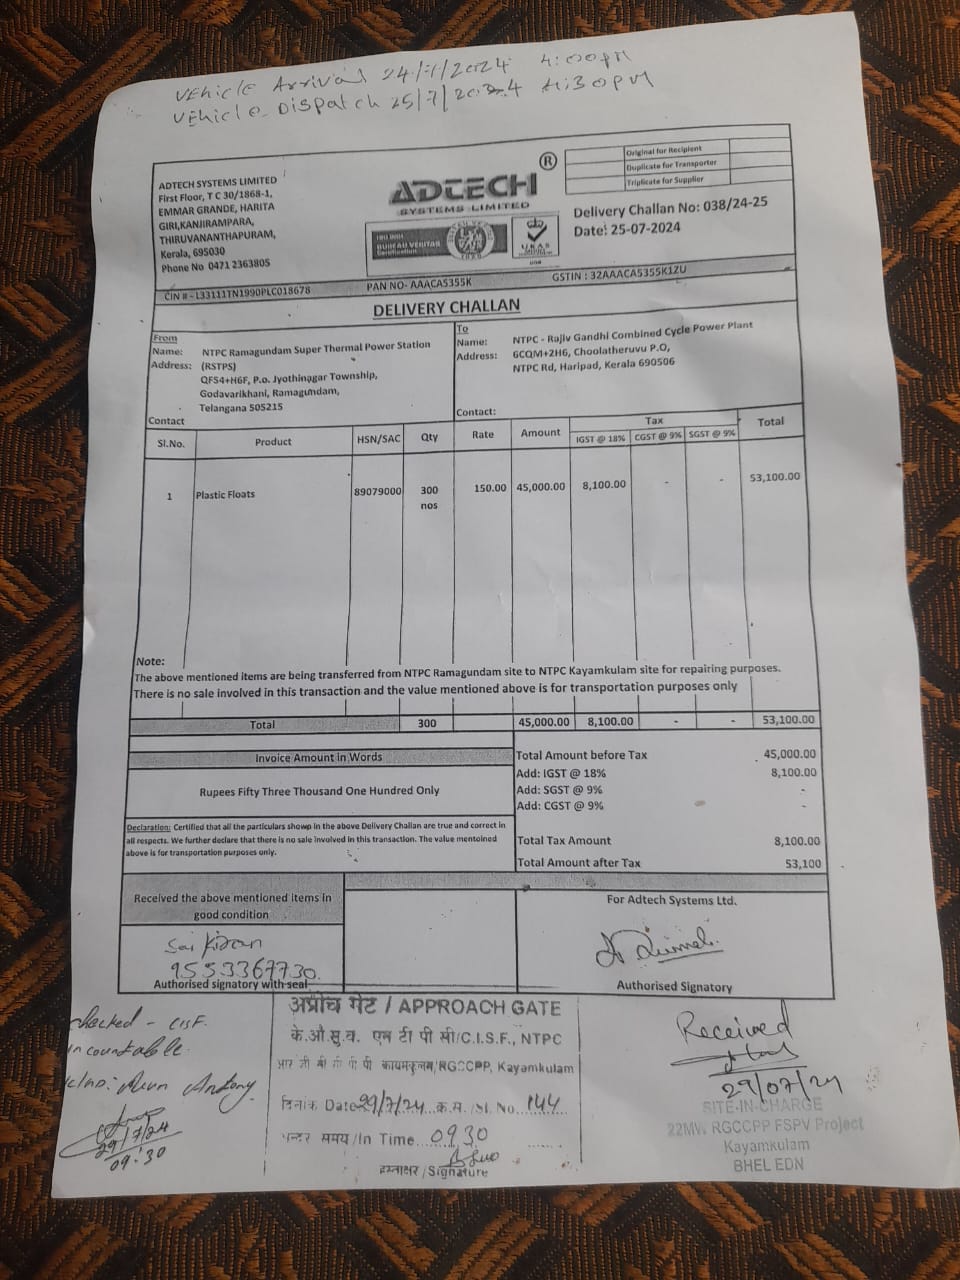 Vehicle Arrival 24/7/2024 4:00PM
Vehicle Dispatch 25/7/2024 4:30PM
ADTECH SYSTEMS LIMITED
First Floor, T C 30/1868-1,
EMMAR GRANDE, HARITA
GIRI,KANJIRAMPARA,
THIRUVANANTHAPURAM,
Kerala, 695030
Phone No 0471 2363805
ADTECH ®
SYSTEMS LIMITED
BUREAU VERITAS
Certification
UKAS
Original for Recipient
Duplicate for Transporter
Triplicate for Supplier
Delivery Challan No: 038/24-25
Date: 25-07-2024
CIN # - L33111TN1990PLC018678 PAN NO- AAACA5355K GSTIN : 32AAACA5355K1ZU
DELIVERY CHALLAN
From
Name: NTPC Ramagundam Super Thermal Power Station
Address: (RSTPS)
QFS4+H6F, P.o. Jyothinagar Township,
Godavarikhani, Ramagundam,
Telangana 505215
Contact
To
Name: NTPC - Rajiv Gandhi Combined Cycle Power Plant
Address: 6CQM+2H6, Choolatheruvu P.O,
NTPC Rd, Haripad, Kerala 690506
Contact:
Sl.No. Product HSN/SAC Qty Rate Amount Tax Total
IGST @ 18% CGST @ 9% SGST @ 9%
1 Plastic Floats 89079000 300 150.00 45,000.00 8,100.00 - - 53,100.00
nos
Note:
The above mentioned items are being transferred from NTPC Ramagundam site to NTPC Kayamkulam site for repairing purposes.
There is no sale involved in this transaction and the value mentioned above is for transportation purposes only
Total 300 45,000.00 8,100.00 - - 53,100.00
Invoice Amount in Words
Rupees Fifty Three Thousand One Hundred Only
Total Amount before Tax 45,000.00
Add: IGST @ 18% 8,100.00
Add: SGST @ 9% -
Add: CGST @ 9% -
Total Tax Amount 8,100.00
Total Amount after Tax 53,100
Declaration: Certified that all the particulars shown in the above Delivery Challan are true and correct in
all respects. We further declare that there is no sale involved in this transaction. The value mentoined
above is for transportation purposes only.
Received the above mentioned items in
good condition
Sai Kiran
9553367730.
Authorised signatory with seal
For Adtech Systems Ltd.
Authorised Signatory
checked - CISF.
incountable
Arun Antony
29/7/24
09:30
अप्रोच गेट / APPROACH GATE
के.औ.सु.ब. एन टी पी सी/C.I.S.F., NTPC
आर जी सी सी पी पी कायमकुलम/RGCCPP, Kayamkulam
दिनांक Date 29/7/24 क्र.स./Sl. No. 144
अन्दर समय/In Time 0930
हस्ताक्षर/Signature
Received
29/07/24
SITE-IN-CHARGE
22MW RGCCPP FSPV Project
Kayamkulam
BHEL EDN